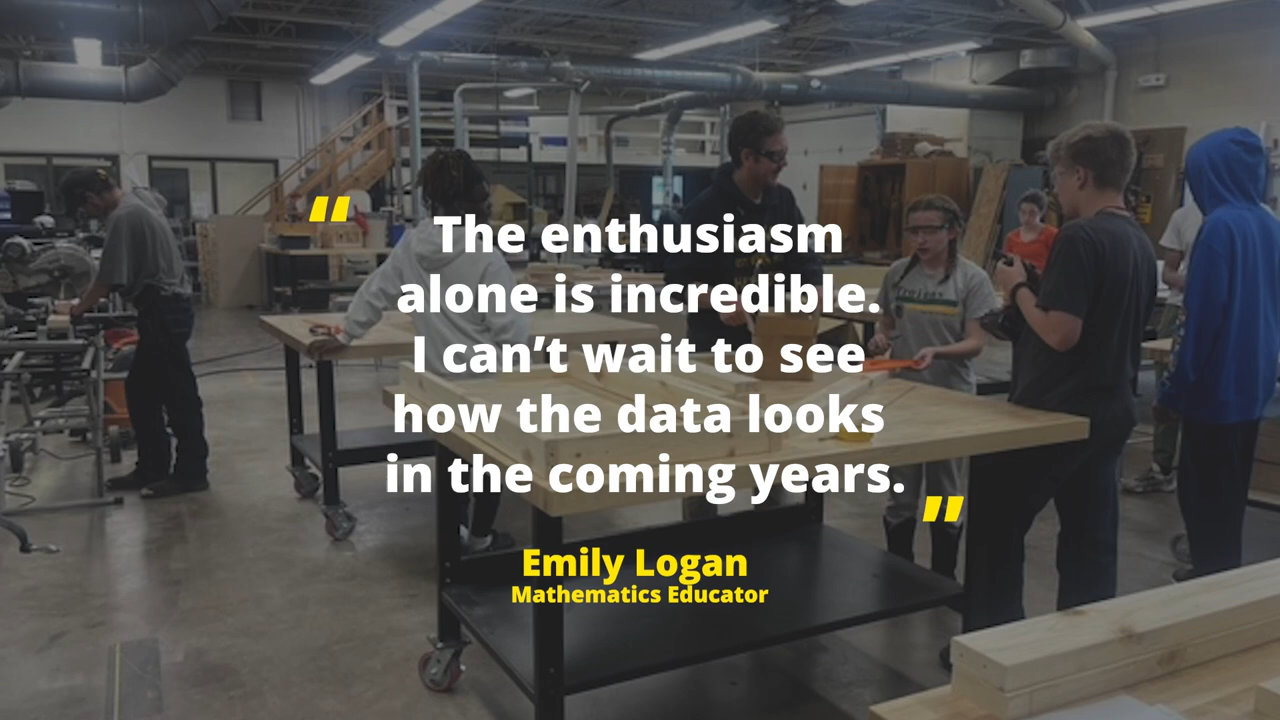 “
The enthusiasm
alone is incredible.
I can’t wait to see
how the data looks
in the coming years.
”
Emily Logan
Mathematics Educator
Trojans